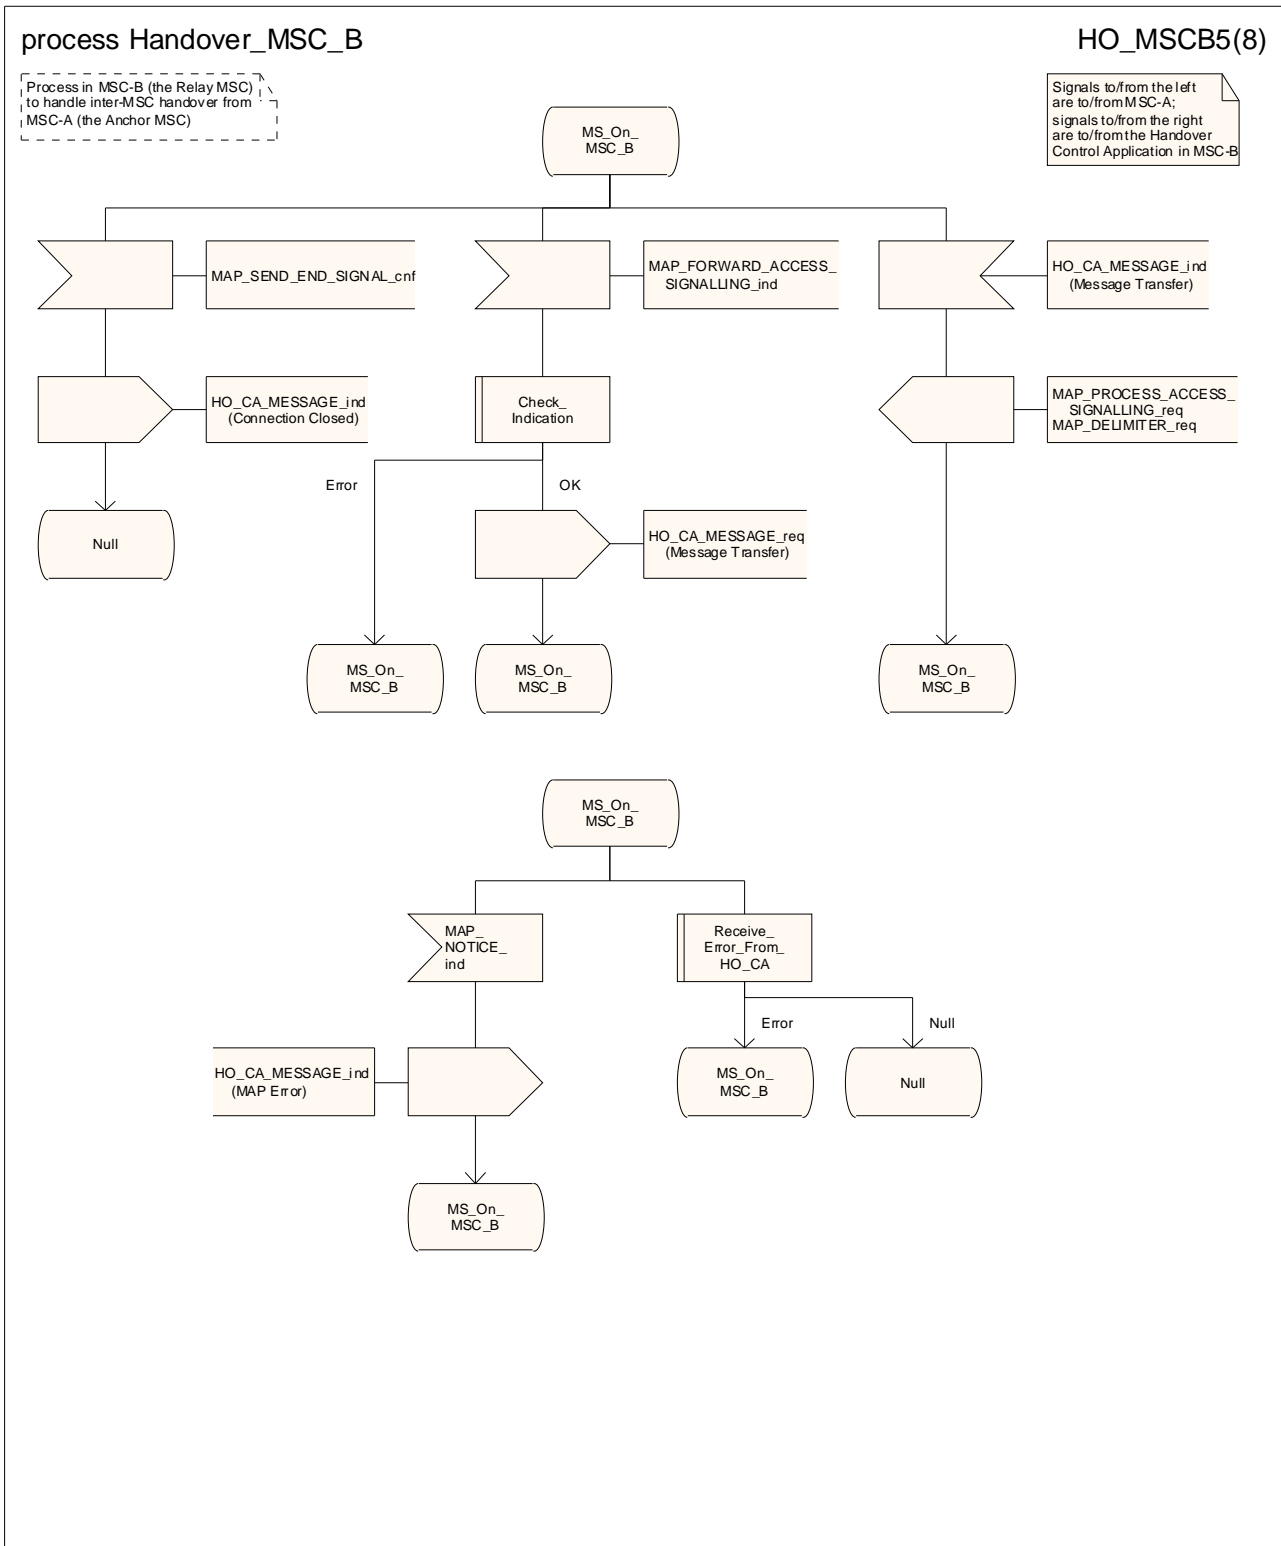 process Handover_MSC_B
HO_MSCB5(8)
Process in MSC-B (the Relay MSC)
to handle inter-MSC handover from
MSC-A (the Anchor MSC)
Signals to/from the left
are to/from MSC-A;
signals to/from the right
are to/from the Handover
Control Application in MSC-B
MS_On_
MSC_B
MAP_SEND_END_SIGNAL_cnf
MAP_FORWARD_ACCESS_
SIGNALLING_ind
HO_CA_MESSAGE_ind
(Message Transfer)
HO_CA_MESSAGE_ind
(Connection Closed)
Check_
Indication
MAP_PROCESS_ACCESS_
SIGNALLING_req
MAP_DELIMITER_req
Error
OK
Null
HO_CA_MESSAGE_req
(Message Transfer)
MS_On_
MSC_B
MS_On_
MSC_B
MS_On_
MSC_B
MS_On_
MSC_B
MAP_
NOTICE_
ind
Receive_
Error_From_
HO_CA
Error
Null
HO_CA_MESSAGE_ind
(MAP Error)
MS_On_
MSC_B
Null
MS_On_
MSC_B